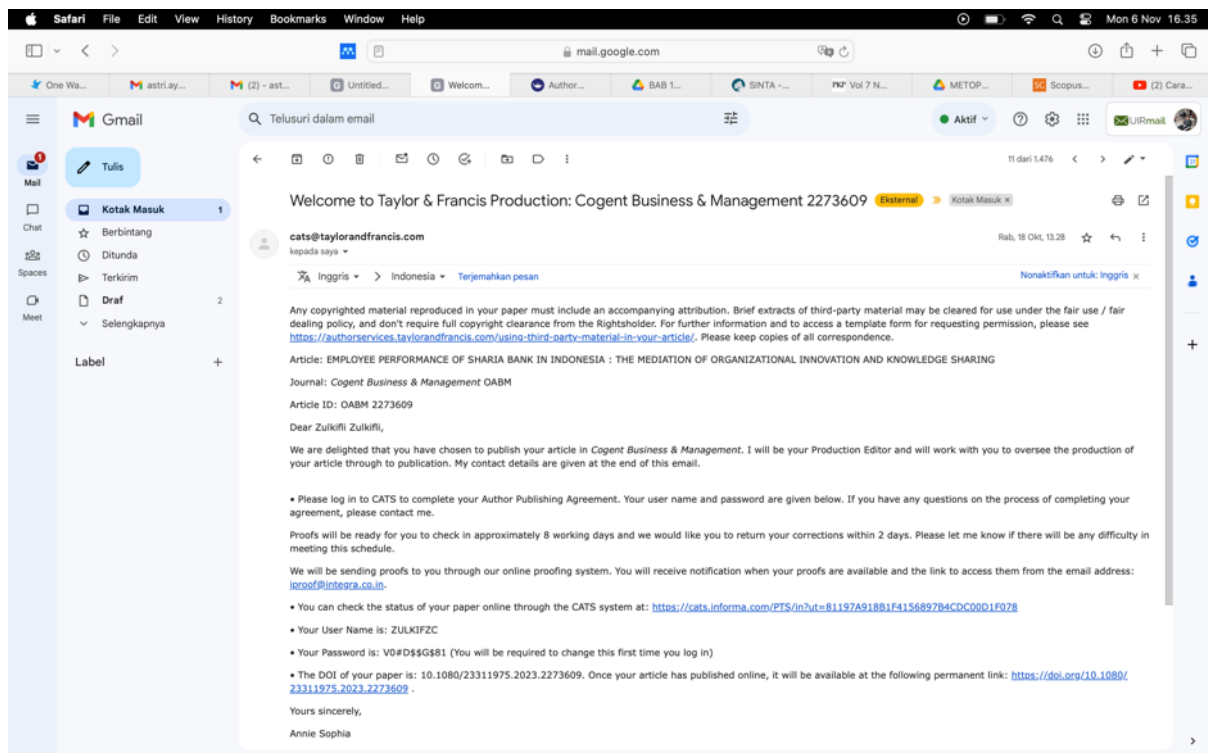 Safari File Edit View History Bookmarks Window Help Mon 6 Nov 16.35
mail.google.com
One Wa... astri.ay... (2) - ast... Untitled... Welcom... Author... BAB 1... SINTA -... Vol 7 N... METOP... Scopus... (2) Cara...
Gmail
Telusuri dalam email
Aktif
UIRmail
Mail
Chat
Spaces
Meet
Tulis
Kotak Masuk 1
Berbintang
Ditunda
Terkirim
Draf 2
Selengkapnya
Label
11 dari 1.476
Welcome to Taylor & Francis Production: Cogent Business & Management 2273609 Eksternal Kotak Masuk ×
cats@taylorandfrancis.com Rab, 18 Okt, 13.28
kepada saya
Inggris > Indonesia Terjemahkan pesan Nonaktifkan untuk: Inggris ×
Any copyrighted material reproduced in your paper must include an accompanying attribution. Brief extracts of third-party material may be cleared for use under the fair use / fair
dealing policy, and don't require full copyright clearance from the Rightsholder. For further information and to access a template form for requesting permission, please see
https://authorservices.taylorandfrancis.com/using-third-party-material-in-your-article/. Please keep copies of all correspondence.
Article: EMPLOYEE PERFORMANCE OF SHARIA BANK IN INDONESIA : THE MEDIATION OF ORGANIZATIONAL INNOVATION AND KNOWLEDGE SHARING
Journal: Cogent Business & Management OABM
Article ID: OABM 2273609
Dear Zulkifli Zulkifli,
We are delighted that you have chosen to publish your article in Cogent Business & Management. I will be your Production Editor and will work with you to oversee the production of
your article through to publication. My contact details are given at the end of this email.
• Please log in to CATS to complete your Author Publishing Agreement. Your user name and password are given below. If you have any questions on the process of completing your
agreement, please contact me.
Proofs will be ready for you to check in approximately 8 working days and we would like you to return your corrections within 2 days. Please let me know if there will be any difficulty in
meeting this schedule.
We will be sending proofs to you through our online proofing system. You will receive notification when your proofs are available and the link to access them from the email address:
iproof@integra.co.in.
• You can check the status of your paper online through the CATS system at: https://cats.informa.com/PTS/in?ut=81197A918B1F4156897B4CDC00D1F078
• Your User Name is: ZULKIFZC
• Your Password is: V0#D$$G$81 (You will be required to change this first time you log in)
• The DOI of your paper is: 10.1080/23311975.2023.2273609. Once your article has published online, it will be available at the following permanent link: https://doi.org/10.1080/
23311975.2023.2273609 .
Yours sincerely,
Annie Sophia